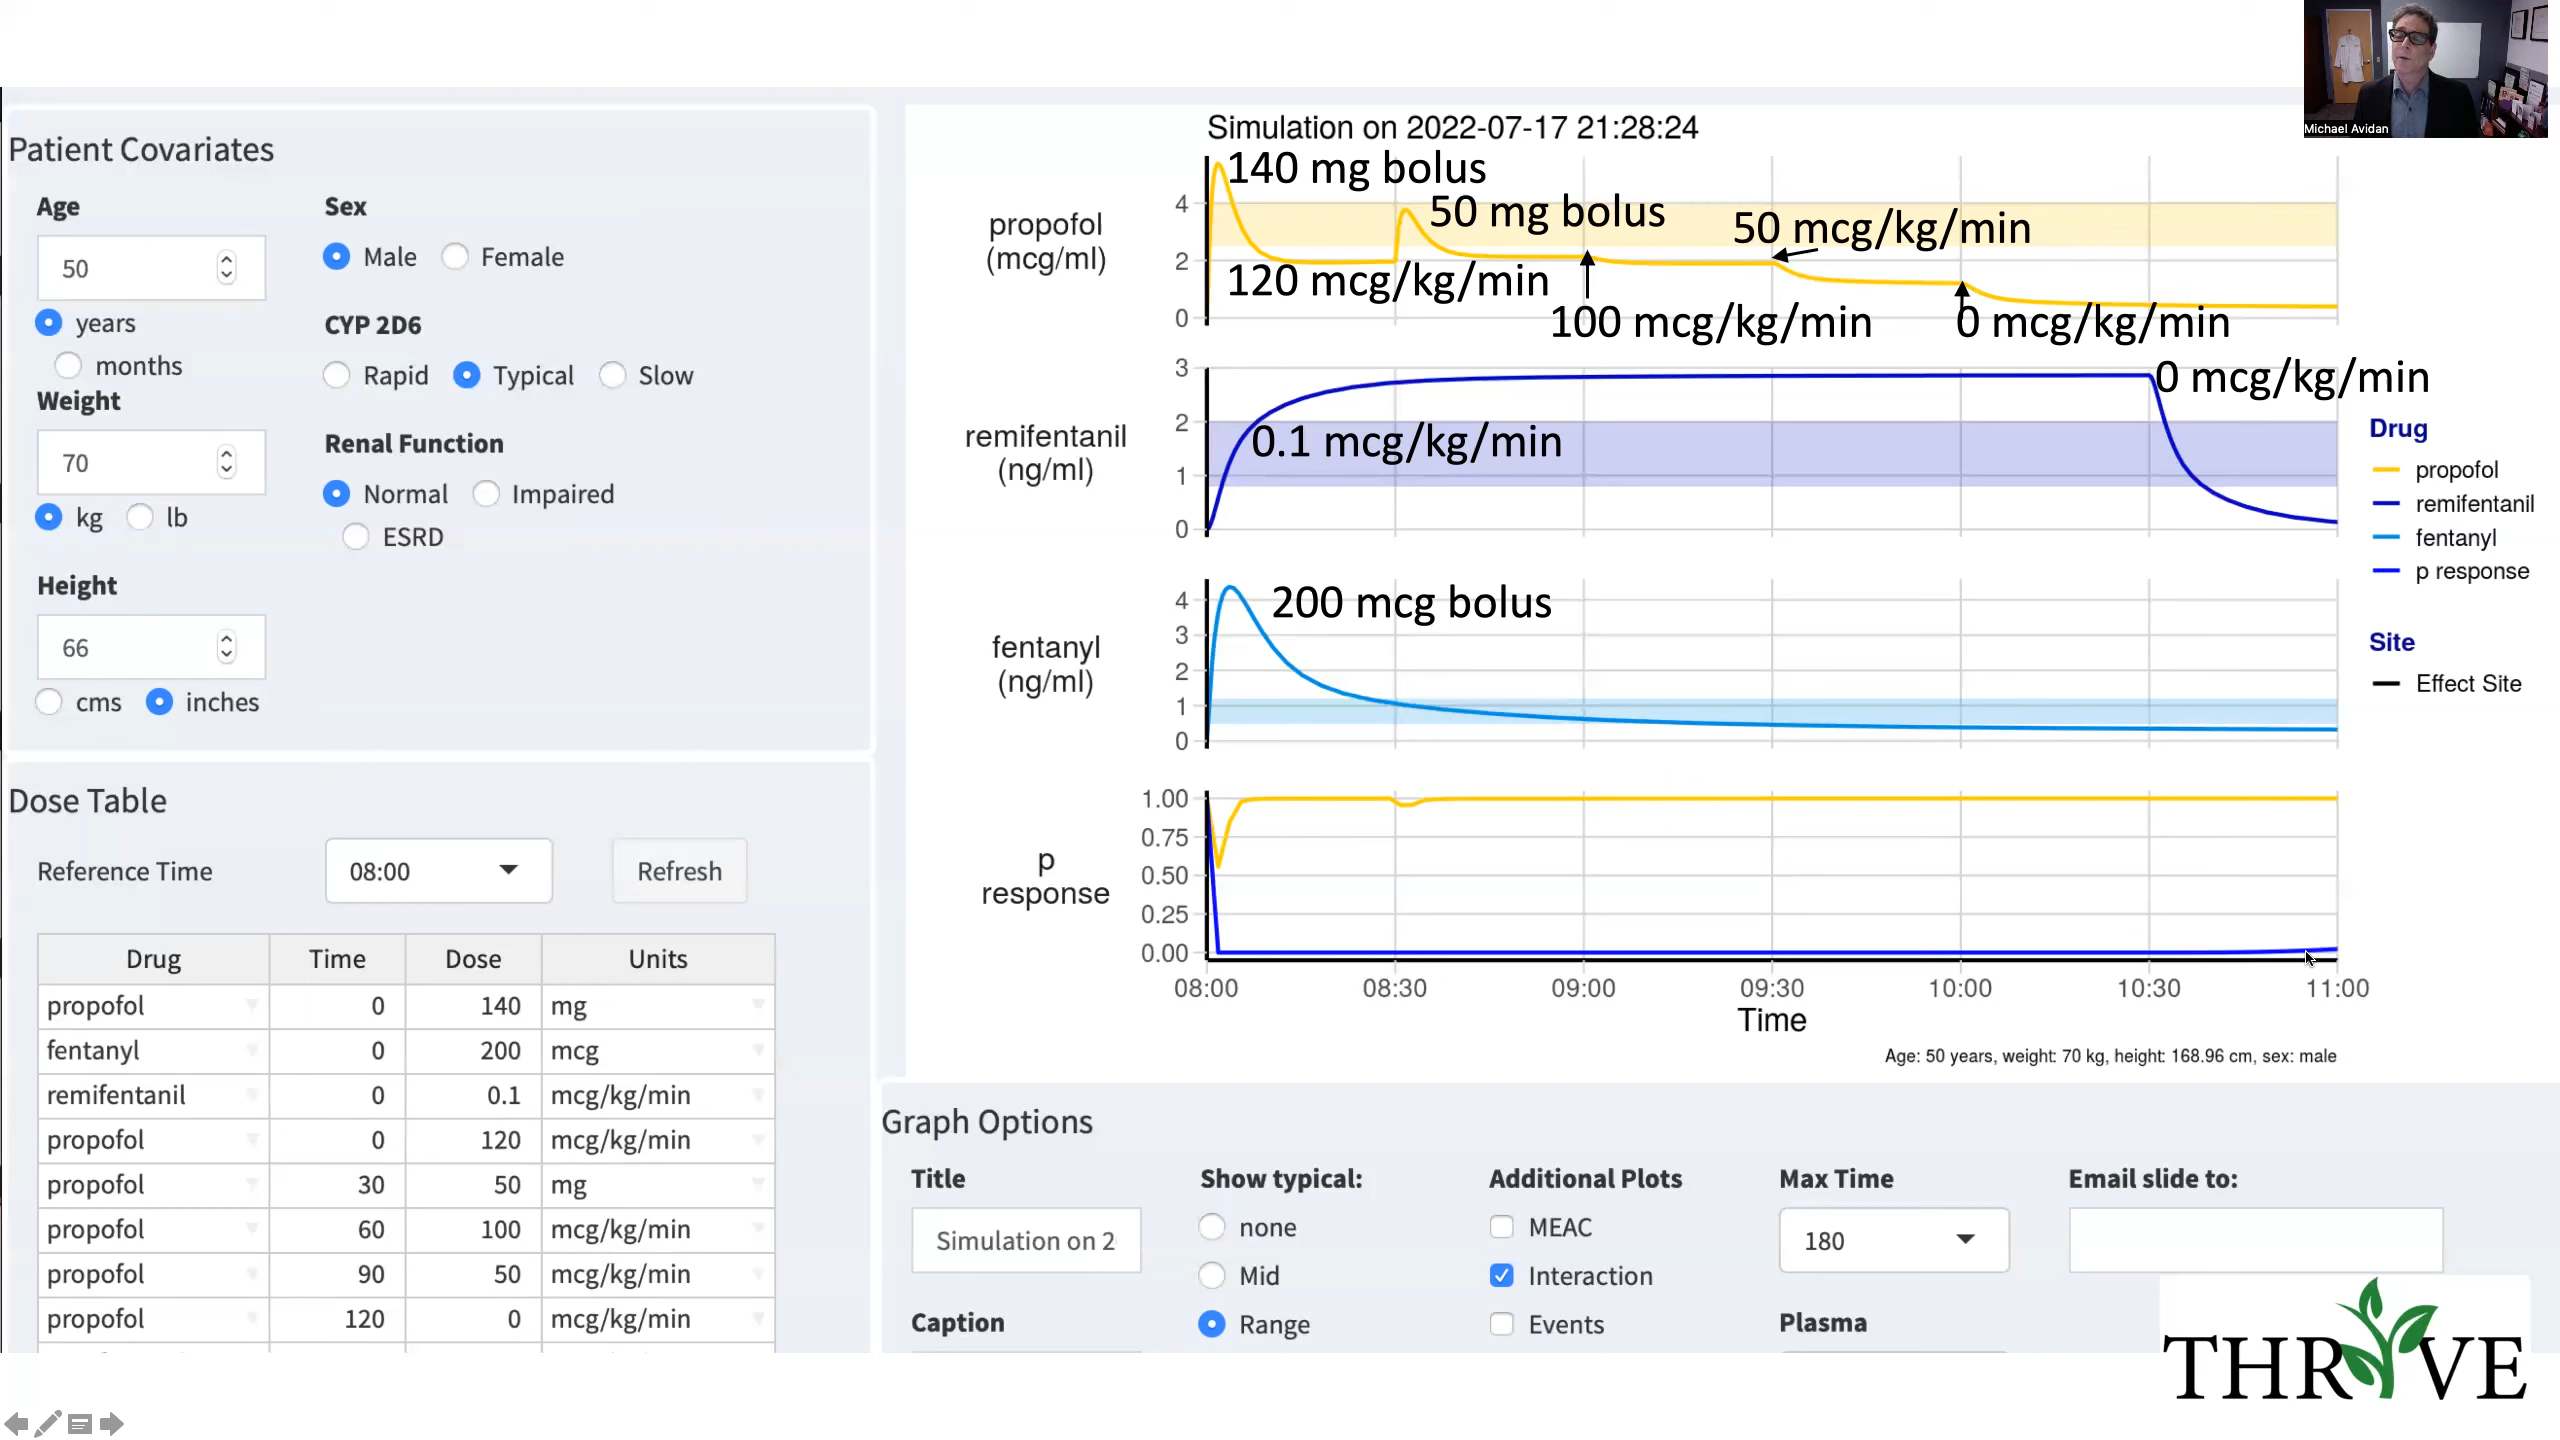 Michael Avidan
Patient Covariates
Age
50
years
months
Weight
70
kg lb
Height
66
cms inches
Sex
Male Female
CYP 2D6
Rapid Typical Slow
Renal Function
Normal Impaired
ESRD
Dose Table
Reference Time 08:00 Refresh
Drug Time Dose Units
propofol 0 140 mg
fentanyl 0 200 mcg
remifentanil 0 0.1 mcg/kg/min
propofol 0 120 mcg/kg/min
propofol 30 50 mg
propofol 60 100 mcg/kg/min
propofol 90 50 mcg/kg/min
propofol 120 0 mcg/kg/min
Simulation on 2022-07-17 21:28:24
propofol
(mcg/ml)
4
2
0
140 mg bolus
50 mg bolus
50 mcg/kg/min
120 mcg/kg/min
100 mcg/kg/min
0 mcg/kg/min
remifentanil
(ng/ml)
3
2
1
0
0 mcg/kg/min
0.1 mcg/kg/min
fentanyl
(ng/ml)
4
3
2
1
0
200 mcg bolus
p
response
1.00
0.75
0.50
0.25
0.00
08:00 08:30 09:00 09:30 10:00 10:30 11:00
Time
Age: 50 years, weight: 70 kg, height: 168.96 cm, sex: male
Drug
propofol
remifentanil
fentanyl
p response
Site
Effect Site
Graph Options
Title
Simulation on 2
Caption
Show typical:
none
Mid
Range
Additional Plots
MEAC
Interaction
Events
Max Time
180
Plasma
Email slide to:
THRIVE